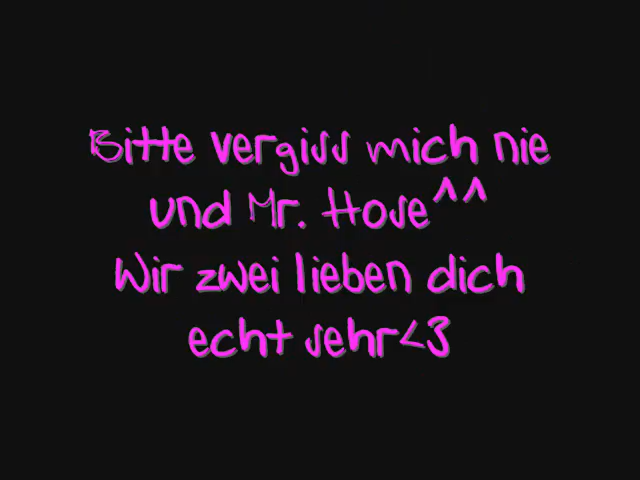 Bitte vergiss mich nie
und Mr. Hose^^
Wir zwei lieben dich
echt sehr<3